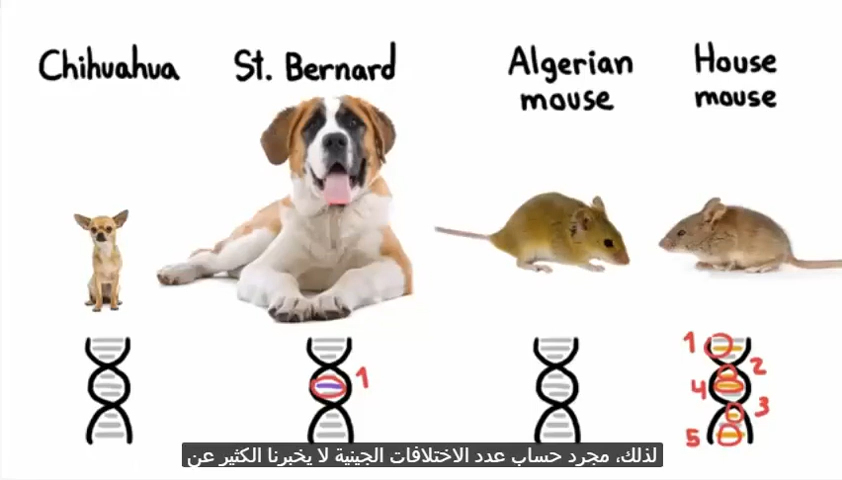 Chihuahua
St. Bernard
Algerian
mouse
House
mouse
1
1
2
4
3
5
لذلك، مجرد حساب عدد الاختلافات الجينية لا يخبرنا الكثير عن